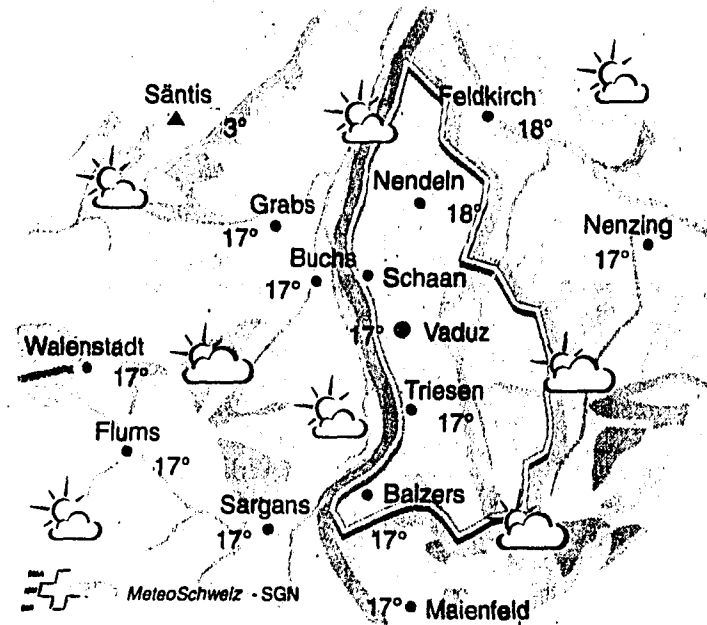 Säntis
3°
Feldkirch
18°
Nendeln
18°
Grabs
17°
Nenzing
17°
Buchs
17°
Schaan
17°
Vaduz
Walenstadt
17°
Triesen
17°
Flums
17°
Balzers
17°
Sargans
17°
MeteoSchweiz - SGN
17°
Maienfeld